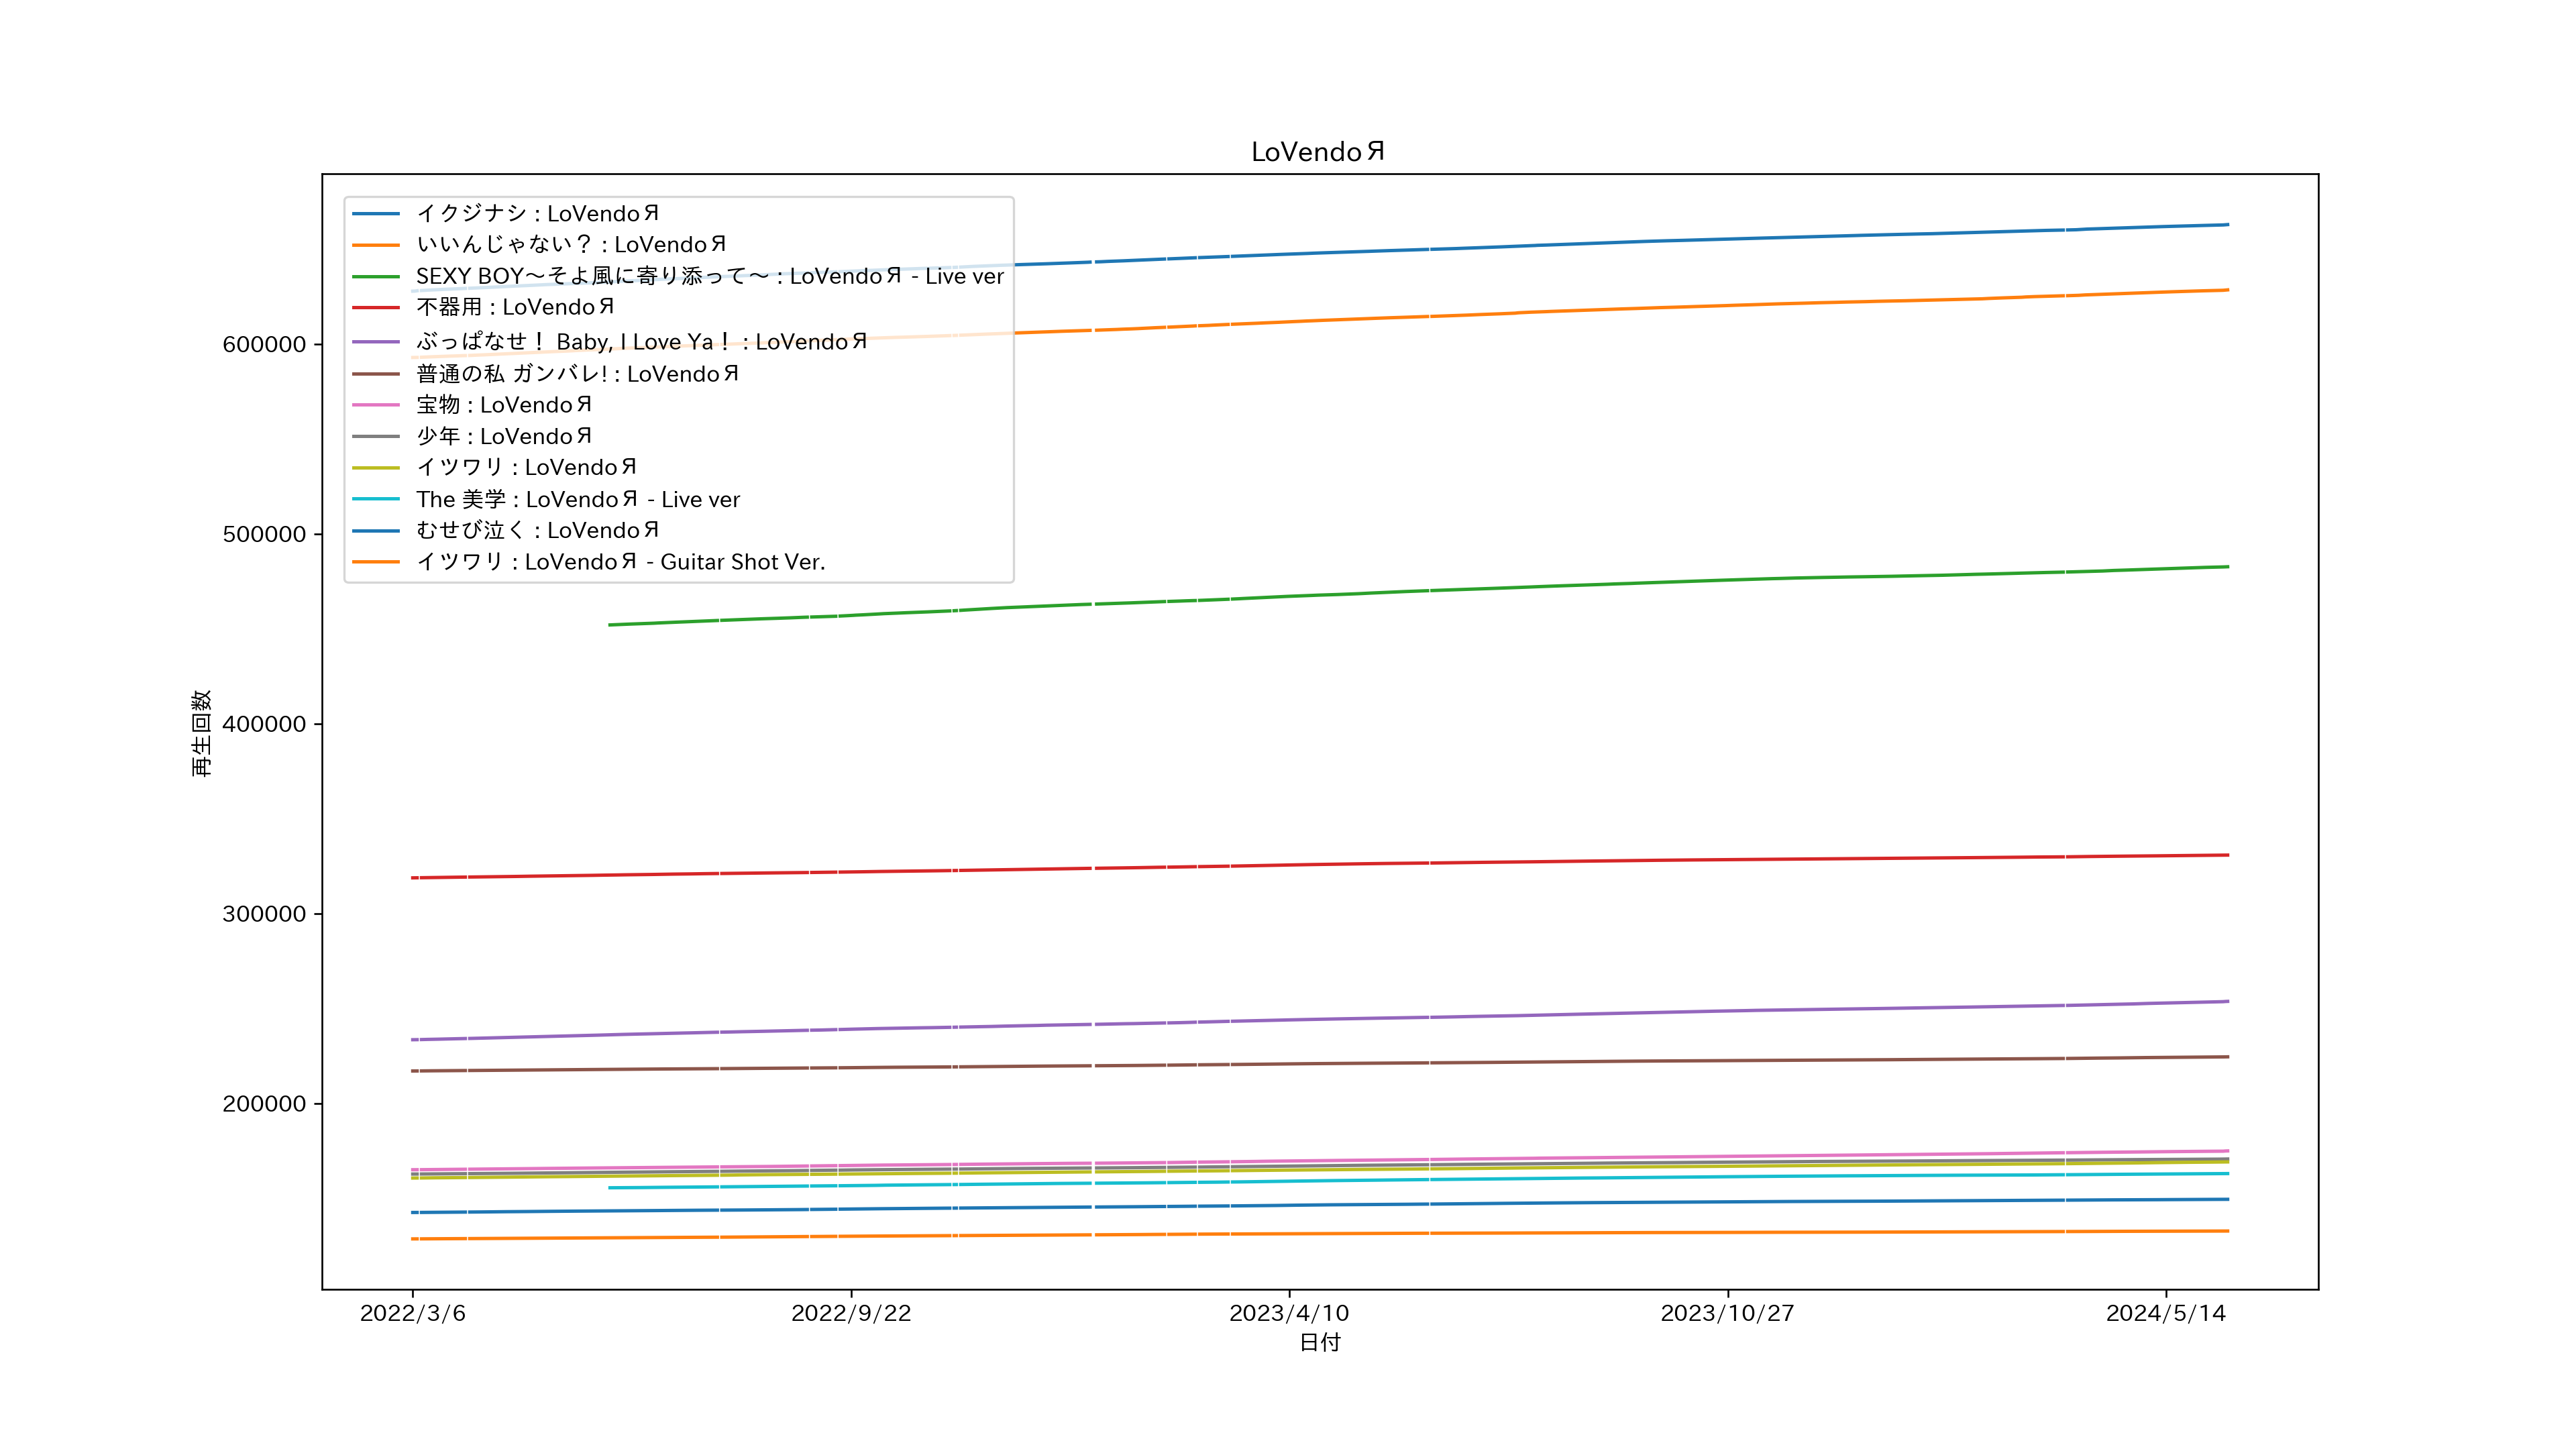 LoVendoЯ
イクジナシ : LoVendoЯ
いいんじゃない？ : LoVendoЯ
SEXY BOY〜そよ風に寄り添って〜 : LoVendoЯ - Live ver
不器用 : LoVendoЯ
ぶっぱなせ！ Baby, I Love Ya！ : LoVendoЯ
普通の私 ガンバレ! : LoVendoЯ
宝物 : LoVendoЯ
少年 : LoVendoЯ
イツワリ : LoVendoЯ
The 美学 : LoVendoЯ - Live ver
むせび泣く : LoVendoЯ
イツワリ : LoVendoЯ - Guitar Shot Ver.
600000
500000
400000
300000
200000
再生回数
2022/3/6
2022/9/22
2023/4/10
2023/10/27
2024/5/14
日付